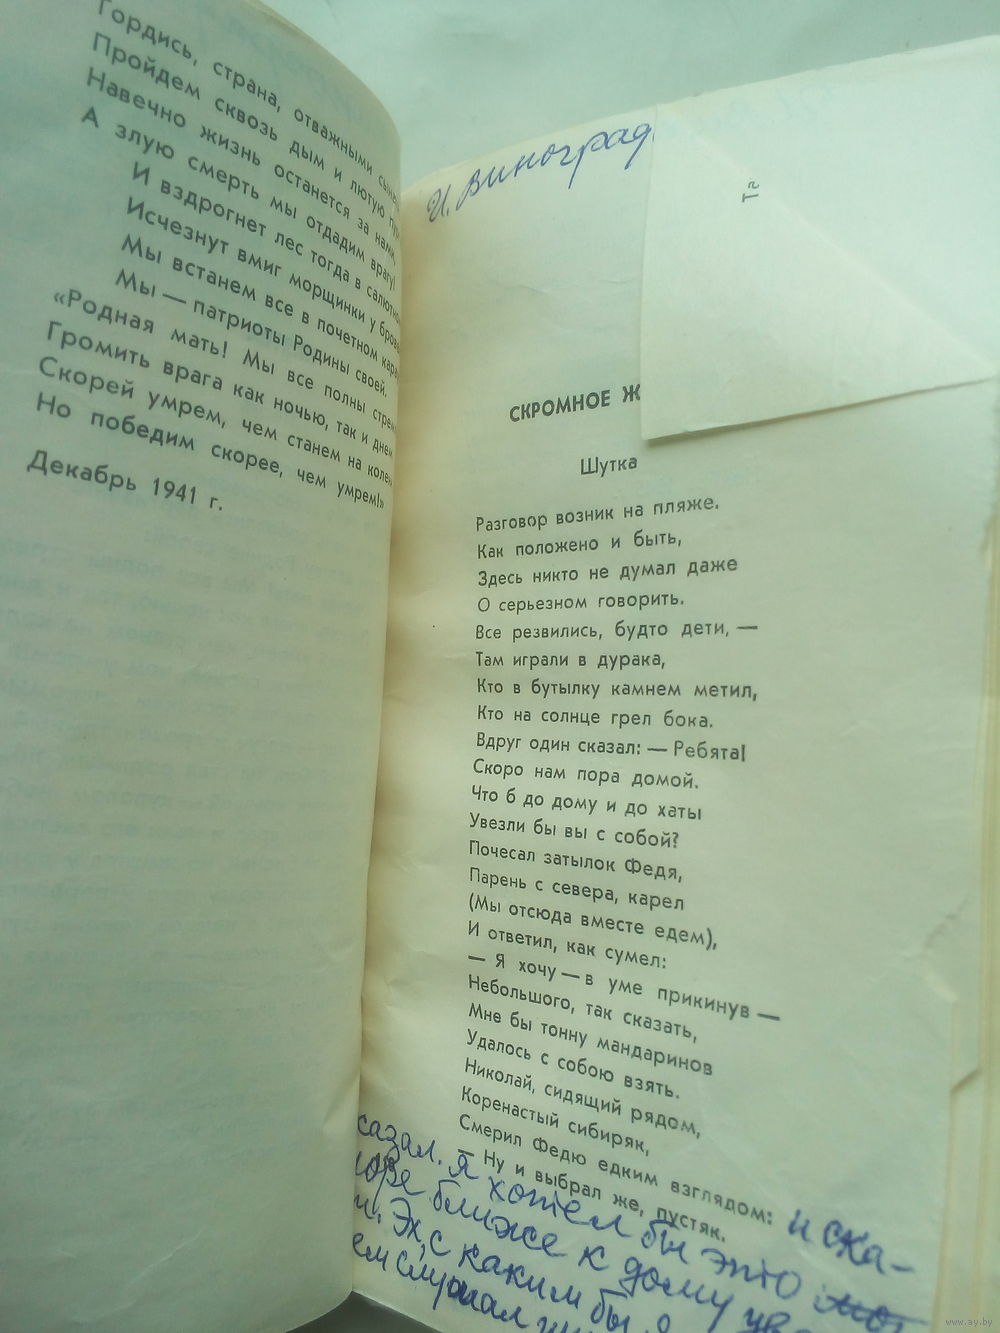 Гордись, страна, отважными
Пройдем сквозь дым и лютую
Навечно жизнь останется за нами,
А злую смерть мы отдадим врагу!
И вздрогнет лес тогда в
Исчезнут вмиг морщинки у
Мы встанем все в почетном
Мы — патриоты Родины своей.
«Родная мать! Мы все полны
Громить врага как ночью, так и днем
Скорей умрем, чем станем на
Но победим скорее, чем умрем!»
Декабрь 1941 г.
И. Виноград
Та
СКРОМНОЕ Ж
Шутка
Разговор возник на пляже.
Как положено и быть,
Здесь никто не думал даже
О серьезном говорить.
Все резвились, будто дети, —
Там играли в дурака,
Кто в бутылку камнем метил,
Кто на солнце грел бока.
Вдруг один сказал: — Ребята!
Скоро нам пора домой.
Что б до дому и до хаты
Увезли бы вы с собой?
Почесал затылок Федя,
Парень с севера, карел
(Мы отсюда вместе едем),
И ответил, как сумел:
— Я хочу — в уме прикинув —
Небольшого, так сказать,
Мне бы тонну мандаринов
Удалось с собою взять.
Николай, сидящий рядом,
Коренастый сибиряк,
Смерил Федю едким взглядом:
— Ну и выбрал же, пустяк.
и ска-
казал. Я хотел бы это
ближе к дому
Эх, с каким бы я
слушал
www.ay.by